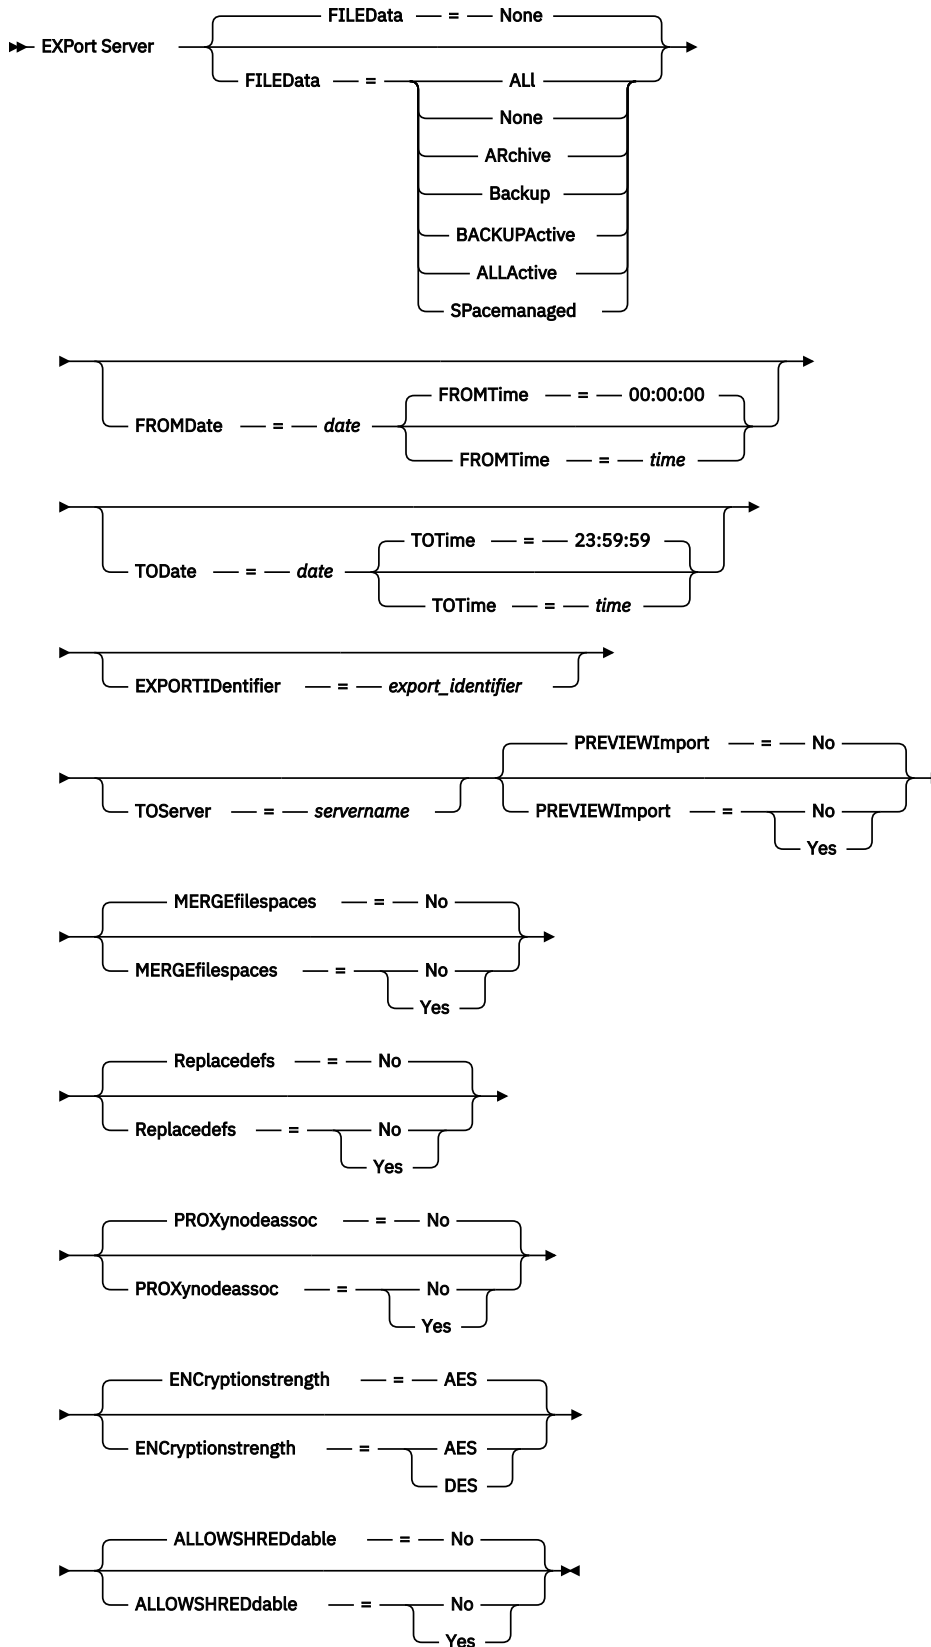 FILEData = None
EXPort Server
FILEData = ALl
None
ARchive
Backup
BACKUPActive
ALLActive
SPacemanaged
FROMTime = 00:00:00
FROMDate = date
FROMTime = time
TOTime = 23:59:59
TODate = date
TOTime = time
EXPORTIDentifier = export_identifier
PREVIEWImport = No
TOServer = servername PREVIEWImport = No
Yes
MERGEfilespaces = No
MERGEfilespaces = No
Yes
Replacedefs = No
Replacedefs = No
Yes
PROXynodeassoc = No
PROXynodeassoc = No
Yes
ENCryptionstrength = AES
ENCryptionstrength = AES
DES
ALLOWSHREDdable = No
ALLOWSHREDdable = No
Yes